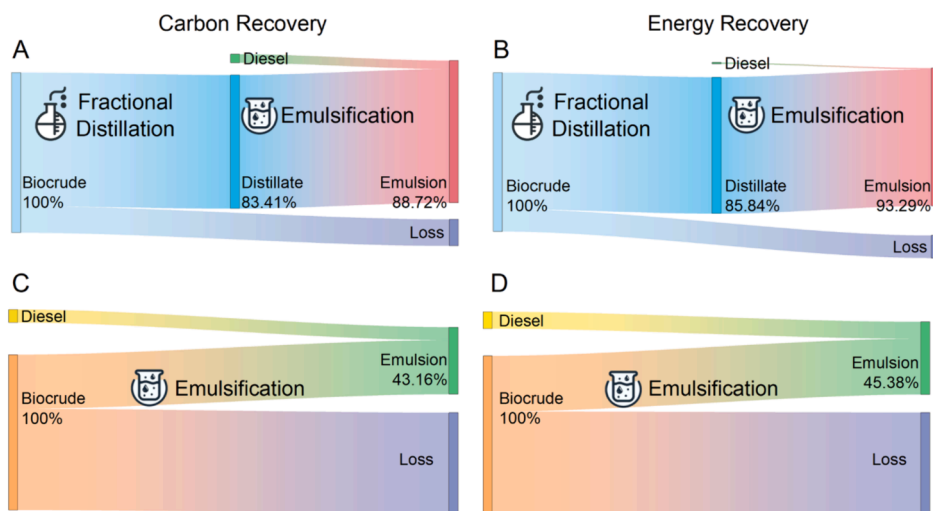 Carbon Recovery
Energy Recovery
A
Diesel
Fractional
Distillation
Emulsification
Biocrude
100%
Distillate
83.41%
Emulsion
88.72%
Loss
B
Diesel
Fractional
Distillation
Emulsification
Biocrude
100%
Distillate
85.84%
Emulsion
93.29%
Loss
C
Diesel
Emulsification
Biocrude
100%
Emulsion
43.16%
Loss
D
Diesel
Emulsification
Biocrude
100%
Emulsion
45.38%
Loss